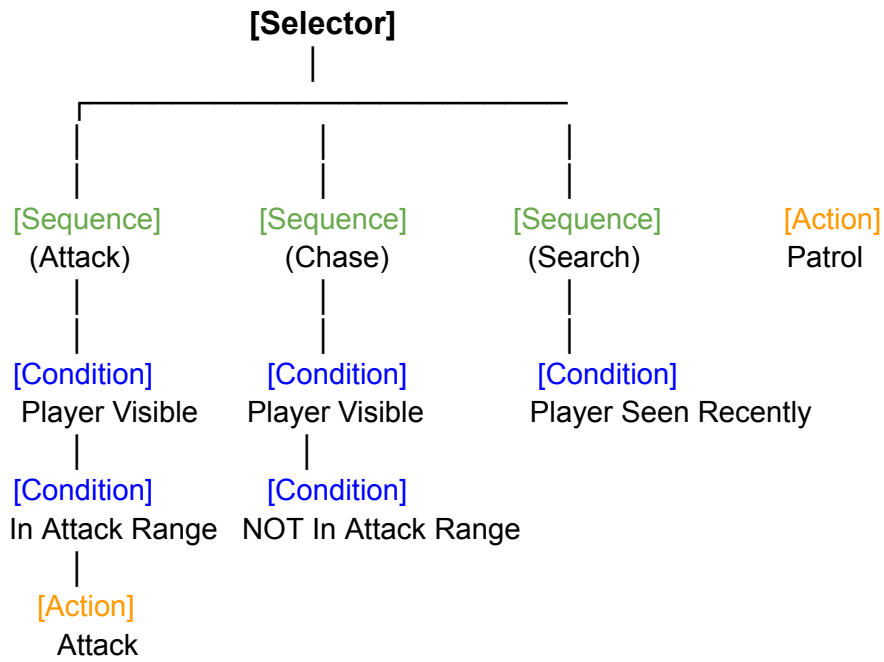 [Selector]
[Sequence] [Sequence] [Sequence] [Action]
(Attack) (Chase) (Search) Patrol
[Condition] [Condition] [Condition]
Player Visible Player Visible Player Seen Recently
[Condition] [Condition]
In Attack Range NOT In Attack Range
[Action]
Attack